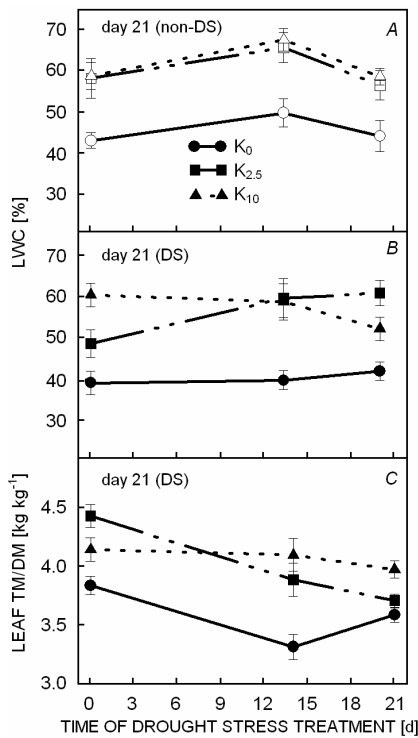 day 21 (non-DS) A
70
60
50
40
K0
K2.5
K10
LWC [%]
day 21 (DS) B
70
60
50
40
30
day 21 (DS) C
4.5
4.0
3.5
3.0
LEAF TM/DM [kg kg⁻¹]
0 3 6 9 12 15 18 21
TIME OF DROUGHT STRESS TREATMENT [d]